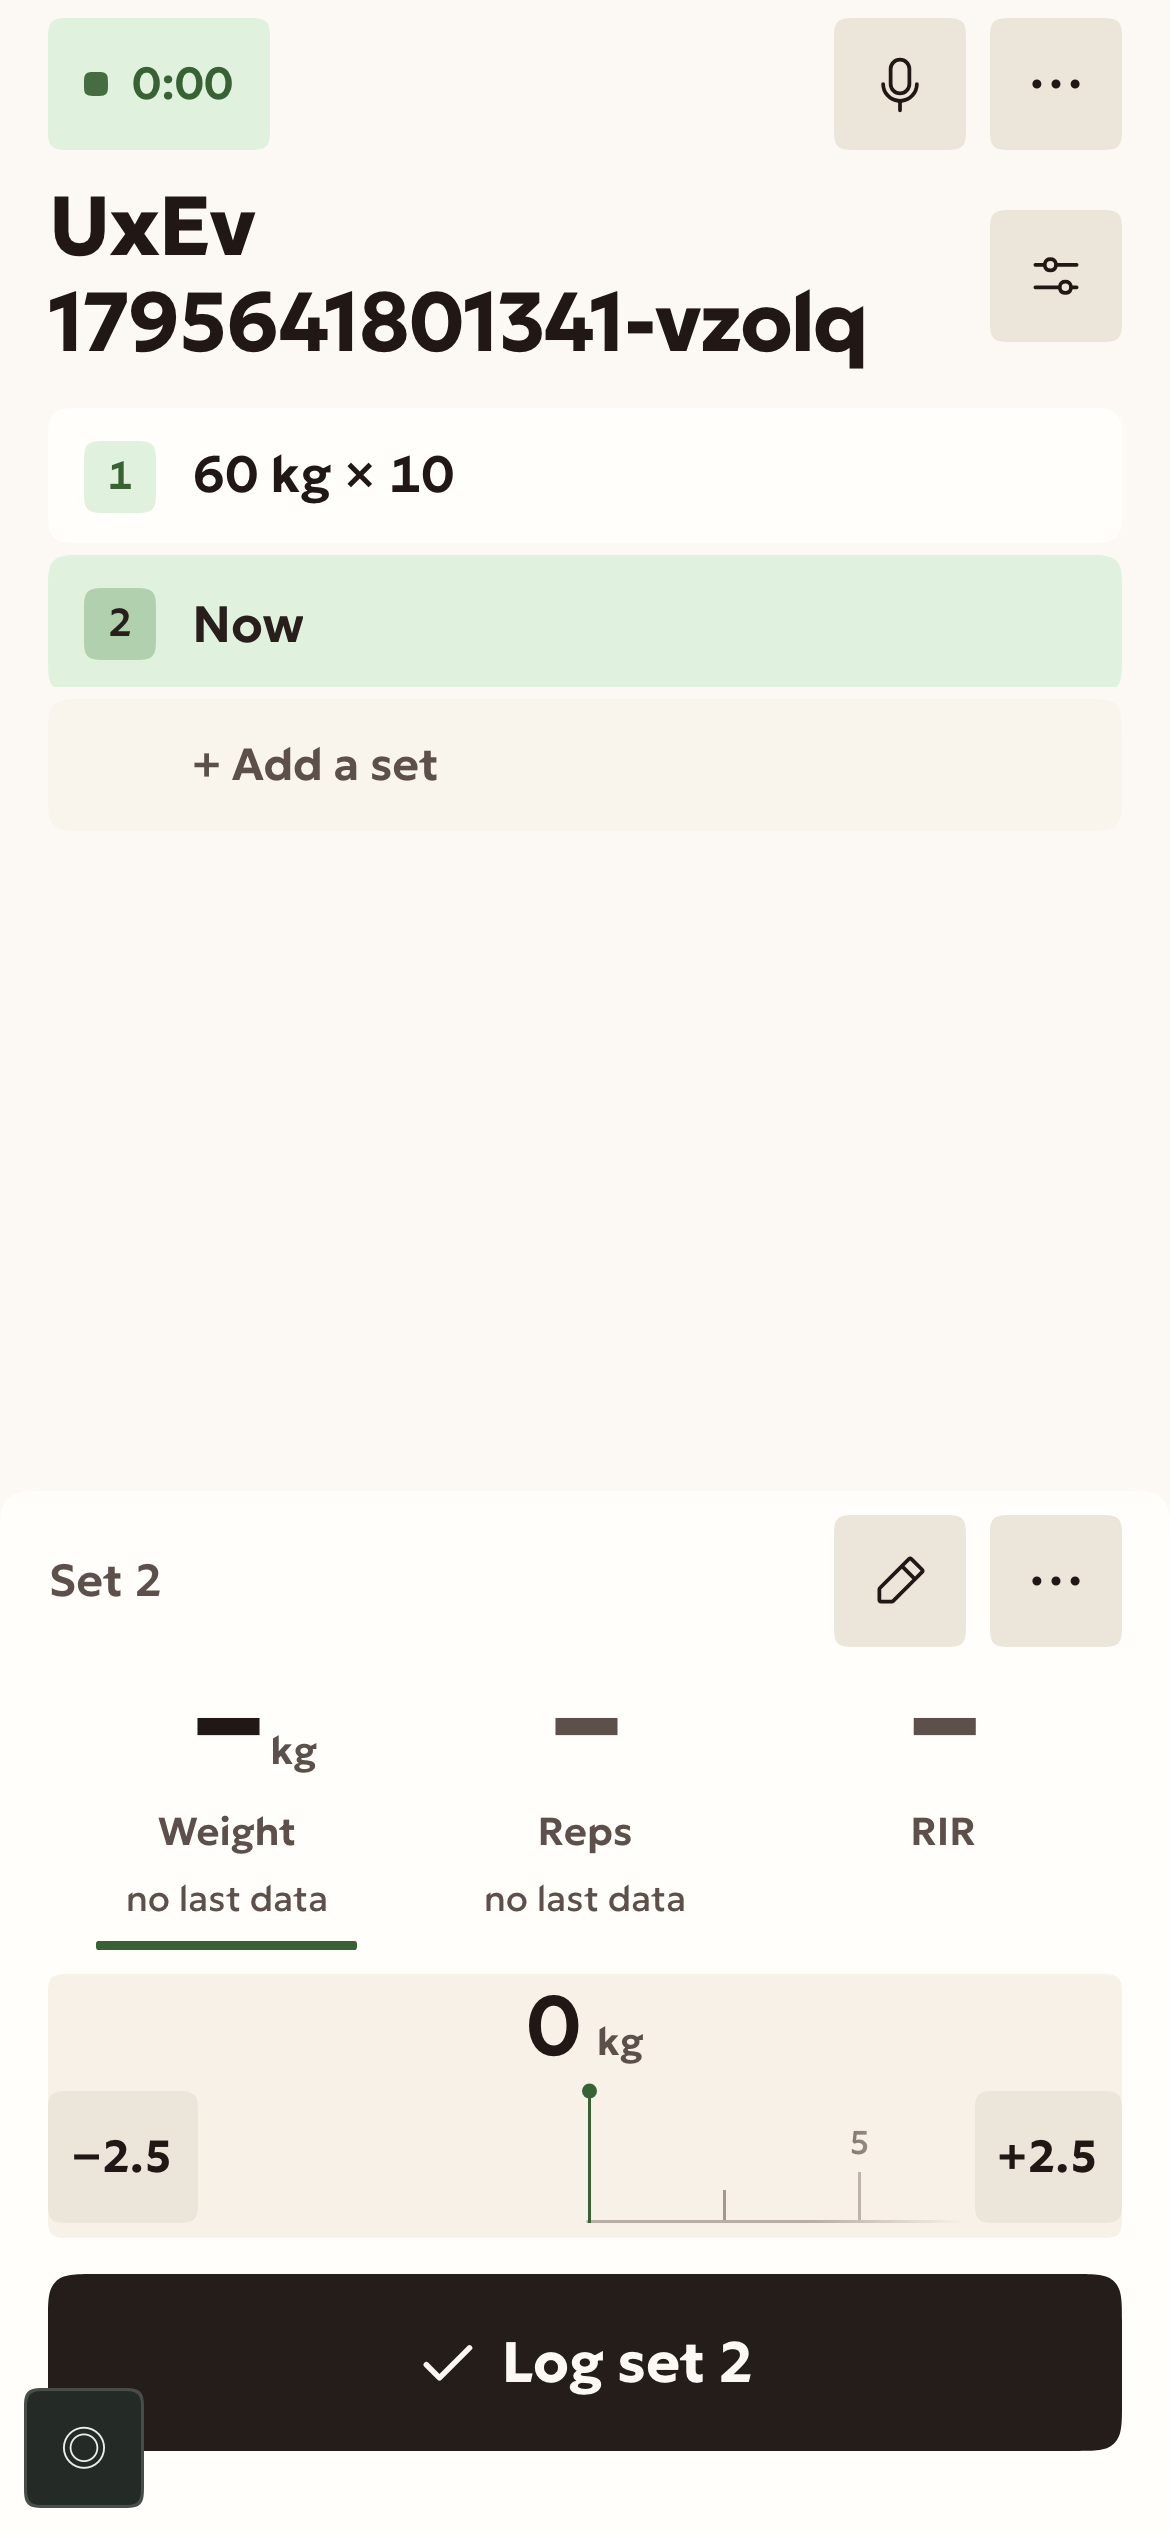 0:00
UxEv
1795641801341-vzolq
1 60 kg × 10
2 Now
+ Add a set
Set 2
– kg – –
Weight Reps RIR
no last data no last data
0 kg
−2.5 5 +2.5
Log set 2